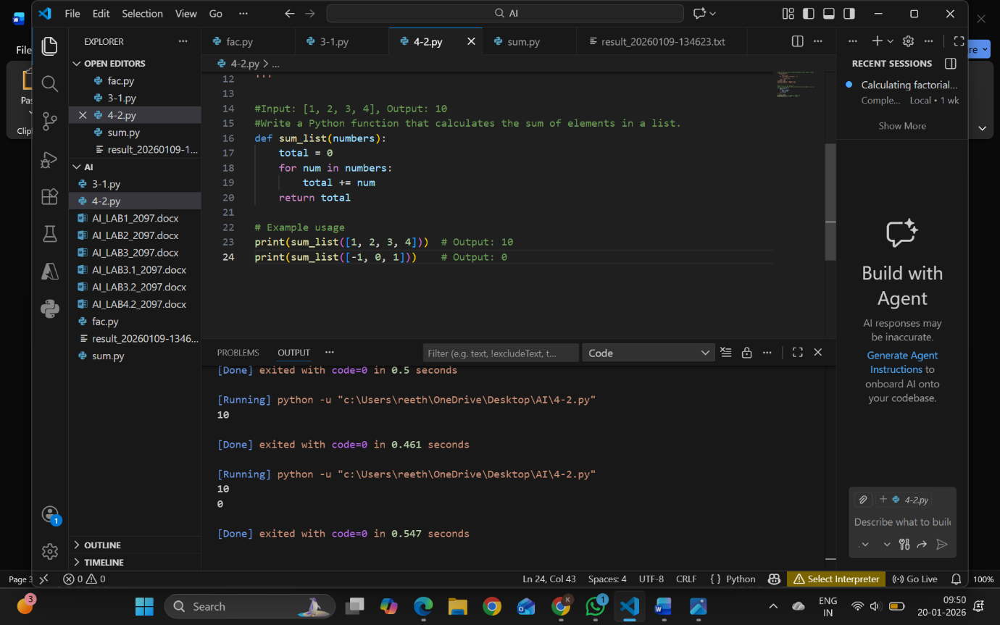 File Edit Selection View Go ··· AI
EXPLORER ···
OPEN EDITORS
fac.py
3-1.py
4-2.py
sum.py
result_20260109-1...
AI
3-1.py
4-2.py
AI_LAB1_2097.docx
AI_LAB2_2097.docx
AI_LAB3_2097.docx
AI_LAB3.1_2097.docx
AI_LAB3.2_2097.docx
AI_LAB4.2_2097.docx
fac.py
result_20260109-1346...
sum.py
OUTLINE
TIMELINE
fac.py 3-1.py 4-2.py sum.py result_20260109-134623.txt
4-2.py > ...
12 '''
13
14 #Input: [1, 2, 3, 4], Output: 10
15 #Write a Python function that calculates the sum of elements in a list.
16 def sum_list(numbers):
17 total = 0
18 for num in numbers:
19 total += num
20 return total
21
22 # Example usage
23 print(sum_list([1, 2, 3, 4])) # Output: 10
24 print(sum_list([-1, 0, 1])) # Output: 0
PROBLEMS OUTPUT ··· Filter (e.g. text, !excludeText, t... Code
[Done] exited with code=0 in 0.5 seconds
[Running] python -u "c:\Users\reeth\OneDrive\Desktop\AI\4-2.py"
10
[Done] exited with code=0 in 0.461 seconds
[Running] python -u "c:\Users\reeth\OneDrive\Desktop\AI\4-2.py"
10
0
[Done] exited with code=0 in 0.547 seconds
RECENT SESSIONS
Calculating factorial...
Comple... Local • 1 wk
Show More
Build with
Agent
AI responses may
be inaccurate.
Generate Agent
Instructions to
onboard AI onto
your codebase.
4-2.py
Describe what to buil
File
Pas
Clip
re
Page 3
0 0 Ln 24, Col 43 Spaces: 4 UTF-8 CRLF { } Python Select Interpreter Go Live 100%
3 Search K 1 ENG
IN
09:50
20-01-2026
1